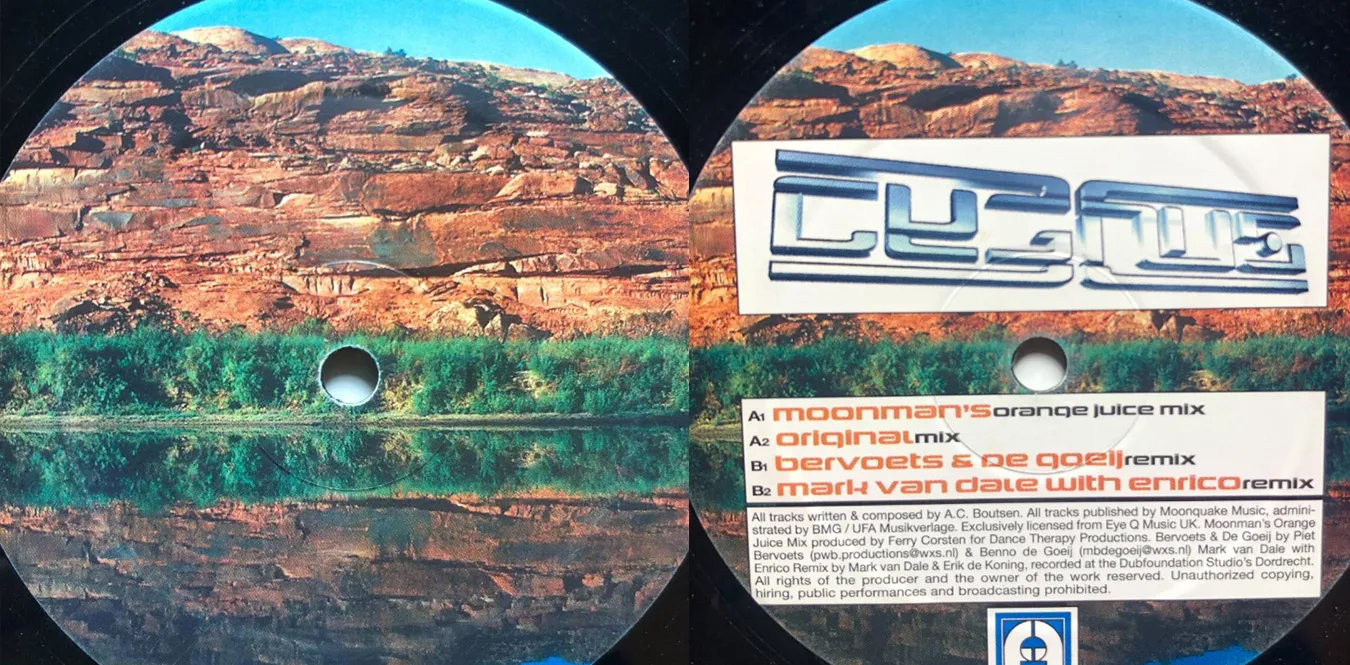 CYGNUS
A1 moonman's orange juice mix
A2 original mix
B1 bervoets & de goeij remix
B2 mark van dale with enrico remix
All tracks written & composed by A.C. Boutsen. All tracks published by Moonquake Music, admini-
strated by BMG / UFA Musikverlage. Exclusively licensed from Eye Q Music UK. Moonman's Orange
Juice Mix produced by Ferry Corsten for Dance Therapy Productions. Bervoets & De Goeij by Piet
Bervoets (pwb.productions@wxs.nl) & Benno de Goeij (mbdegoeij@wxs.nl) Mark van Dale with
Enrico Remix by Mark van Dale & Erik de Koning, recorded at the Dubfoundation Studio's Dordrecht.
All rights of the producer and the owner of the work reserved. Unauthorized copying,
hiring, public performances and broadcasting prohibited.